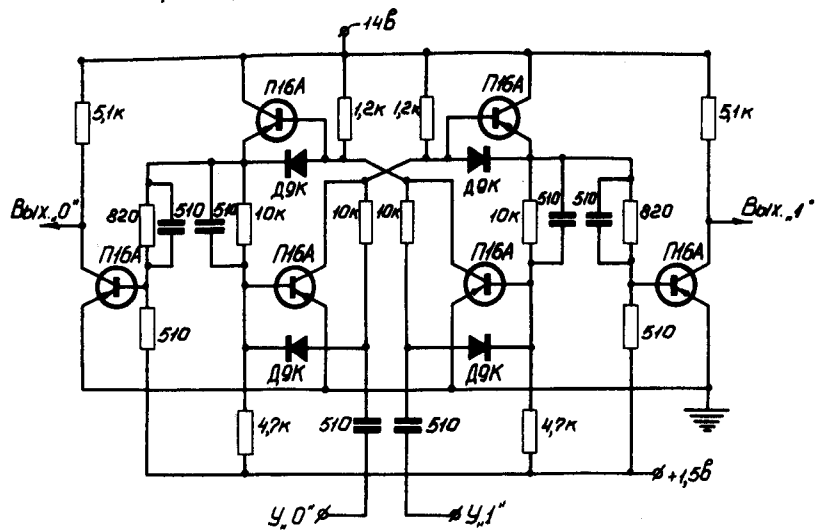 -14в
П16А
П16А
5,1к
1,2к
1,2к
5,1к
Д9К
Д9К
Вых."0"
820
510
510
10к
10к
10к
10к
510
510
820
Вых."1"
П16А
П16А
П16А
П16А
510
510
Д9К
Д9К
4,7к
510
510
4,7к
+1,5в
У"0"
У"1"